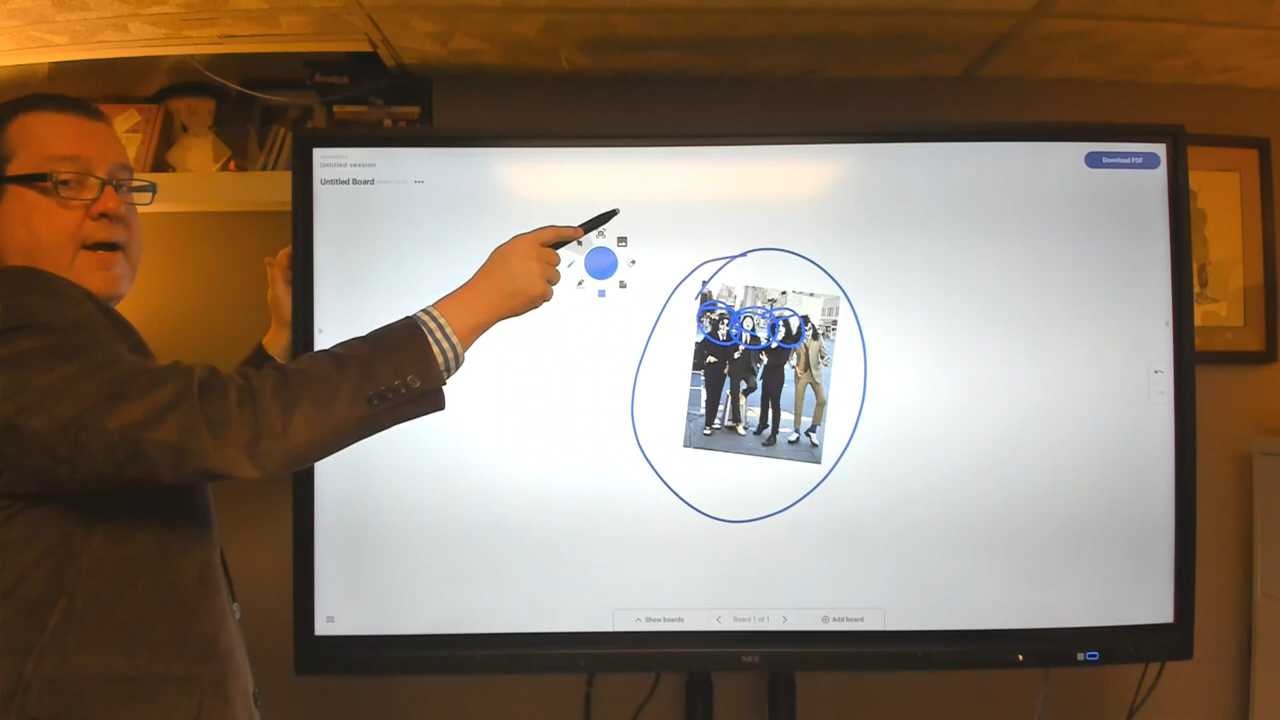 Untitled session
Untitled Board
Download PDF
Show boards
Board 1 of 1
Add board
NEC